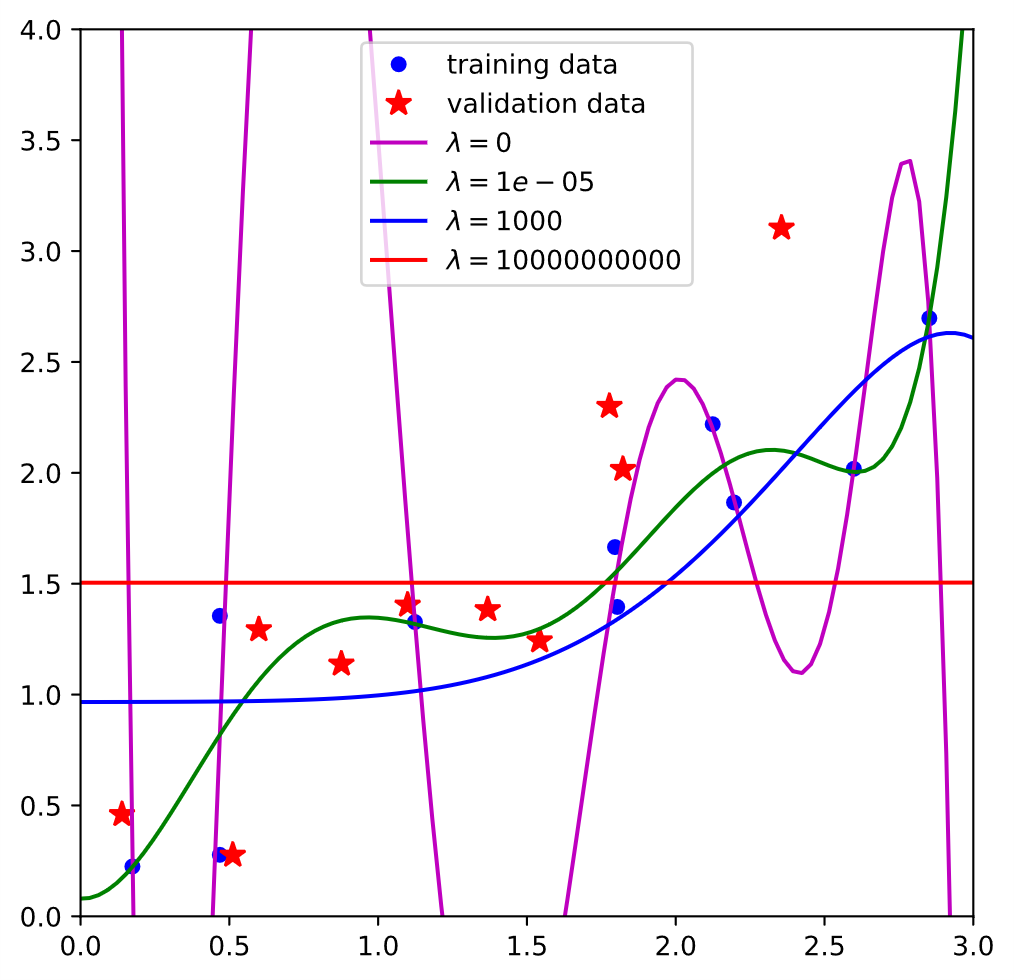 4.0
3.5
3.0
2.5
2.0
1.5
1.0
0.5
0.0
training data
validation data
λ = 0
λ = 1e − 05
λ = 1000
λ = 10000000000
0.0 0.5 1.0 1.5 2.0 2.5 3.0